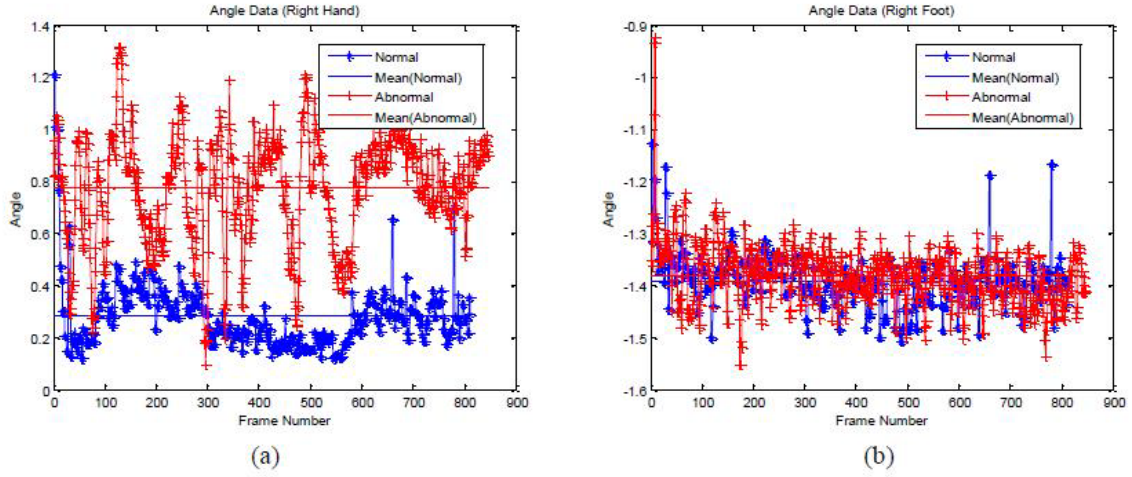 Angle Data (Right Hand)
1.4
1.2
1
0.8
0.6
0.4
0.2
0
Angle
Normal
Mean(Normal)
Abnormal
Mean(Abnormal)
0 100 200 300 400 500 600 700 800 900
Frame Number
(a)
Angle Data (Right Foot)
-0.9
-1
-1.1
-1.2
-1.3
-1.4
-1.5
-1.6
Angle
Normal
Mean(Normal)
Abnormal
Mean(Abnormal)
0 100 200 300 400 500 600 700 800 900
Frame Number
(b)